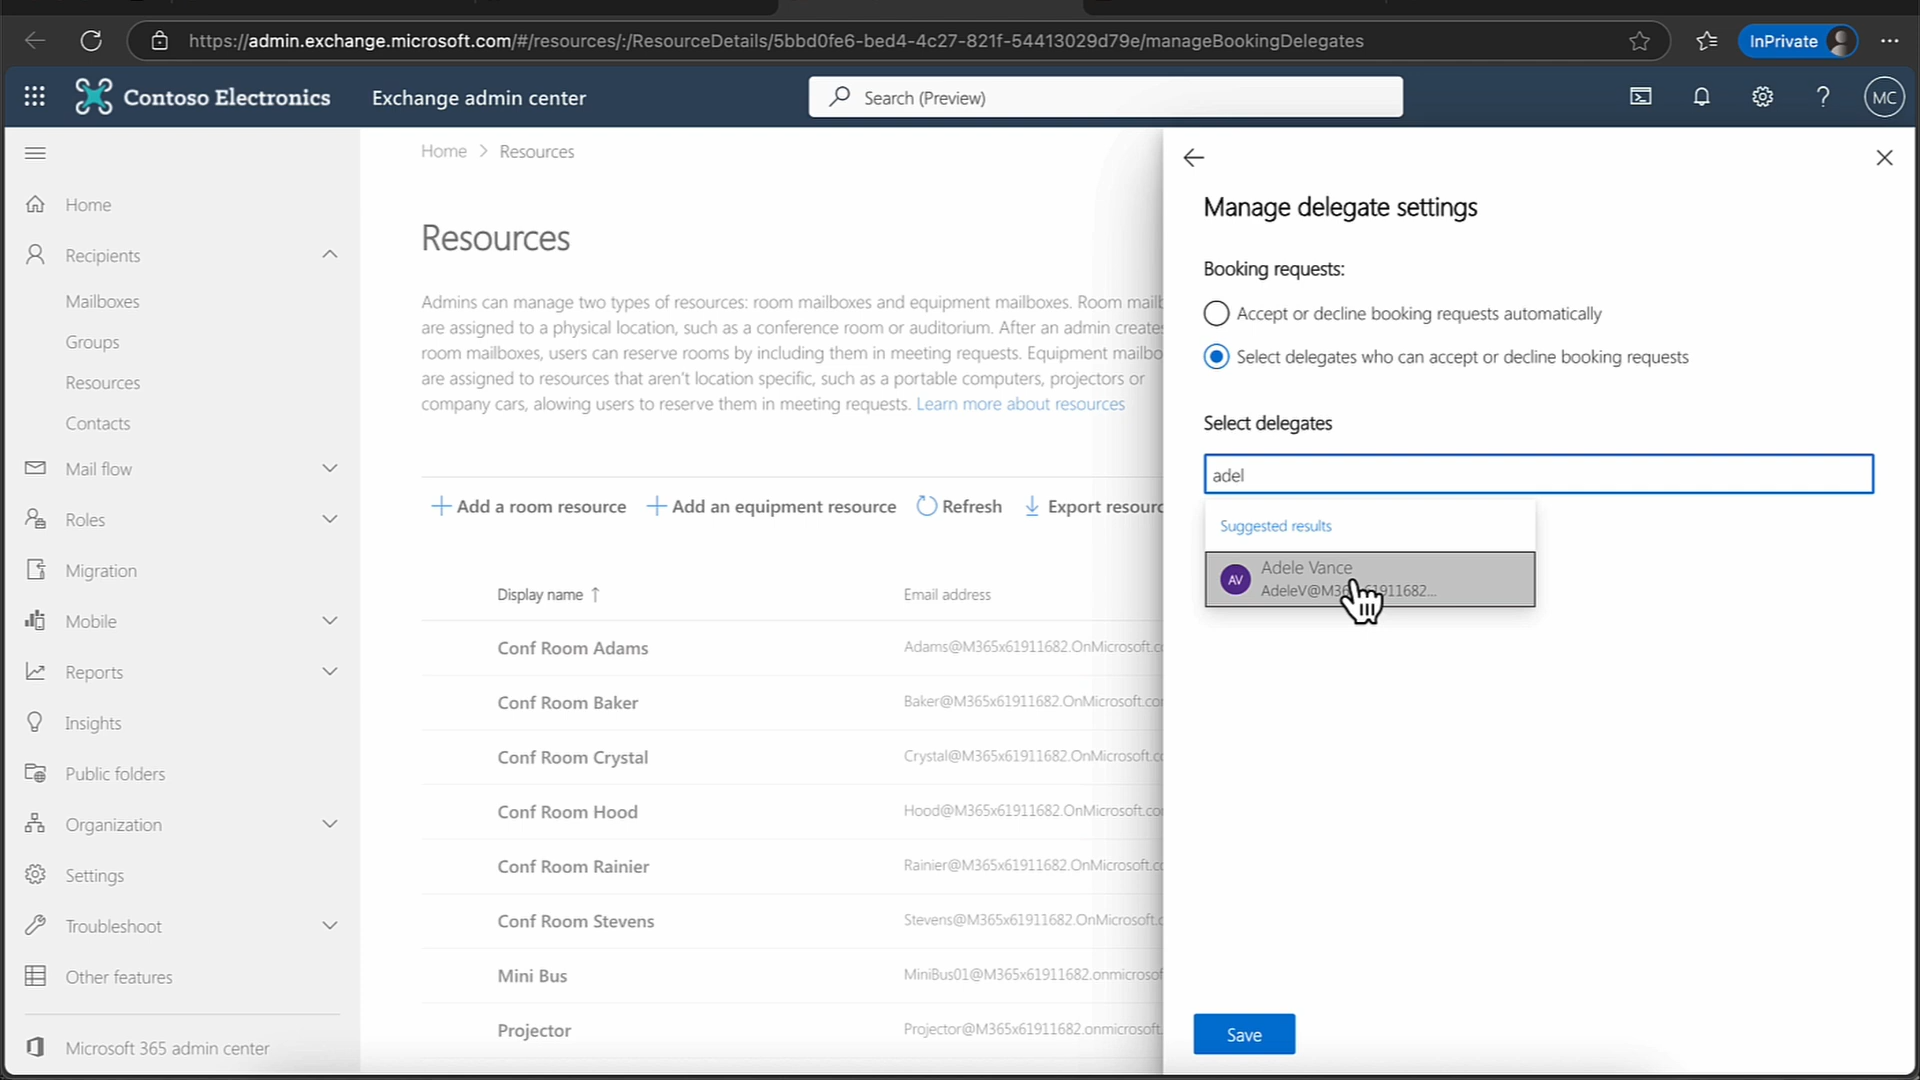 https://admin.exchange.microsoft.com/#/resources/:/ResourceDetails/5bbd0fe6-bed4-4c27-821f-54413029d79e/manageBookingDelegates
InPrivate
Contoso Electronics
Exchange admin center
Search (Preview)
MC
Home
Recipients
Mailboxes
Groups
Resources
Contacts
Mail flow
Roles
Migration
Mobile
Reports
Insights
Public folders
Organization
Settings
Troubleshoot
Other features
Microsoft 365 admin center
Home > Resources
Resources
Admins can manage two types of resources: room mailboxes and equipment mailboxes. Room mailb
are assigned to a physical location, such as a conference room or auditorium. After an admin creates
room mailboxes, users can reserve rooms by including them in meeting requests. Equipment mailbo
are assigned to resources that aren't location specific, such as a portable computers, projectors or
company cars, allowing users to reserve them in meeting requests. Learn more about resources
Add a room resource
Add an equipment resource
Refresh
Export resourc
Display name ↑
Email address
Conf Room Adams
Adams@M365x61911682.OnMicrosoft.co
Conf Room Baker
Baker@M365x61911682.OnMicrosoft.co
Conf Room Crystal
Crystal@M365x61911682.OnMicrosoft.co
Conf Room Hood
Hood@M365x61911682.OnMicrosoft.co
Conf Room Rainier
Rainier@M365x61911682.OnMicrosoft.co
Conf Room Stevens
Stevens@M365x61911682.OnMicrosoft.c
Mini Bus
MiniBus01@M365x61911682.onmicrosof
Projector
Projector@M365x61911682.onmicrosoft.
Manage delegate settings
Booking requests:
Accept or decline booking requests automatically
Select delegates who can accept or decline booking requests
Select delegates
adel
Suggested results
AV
Adele Vance
Save